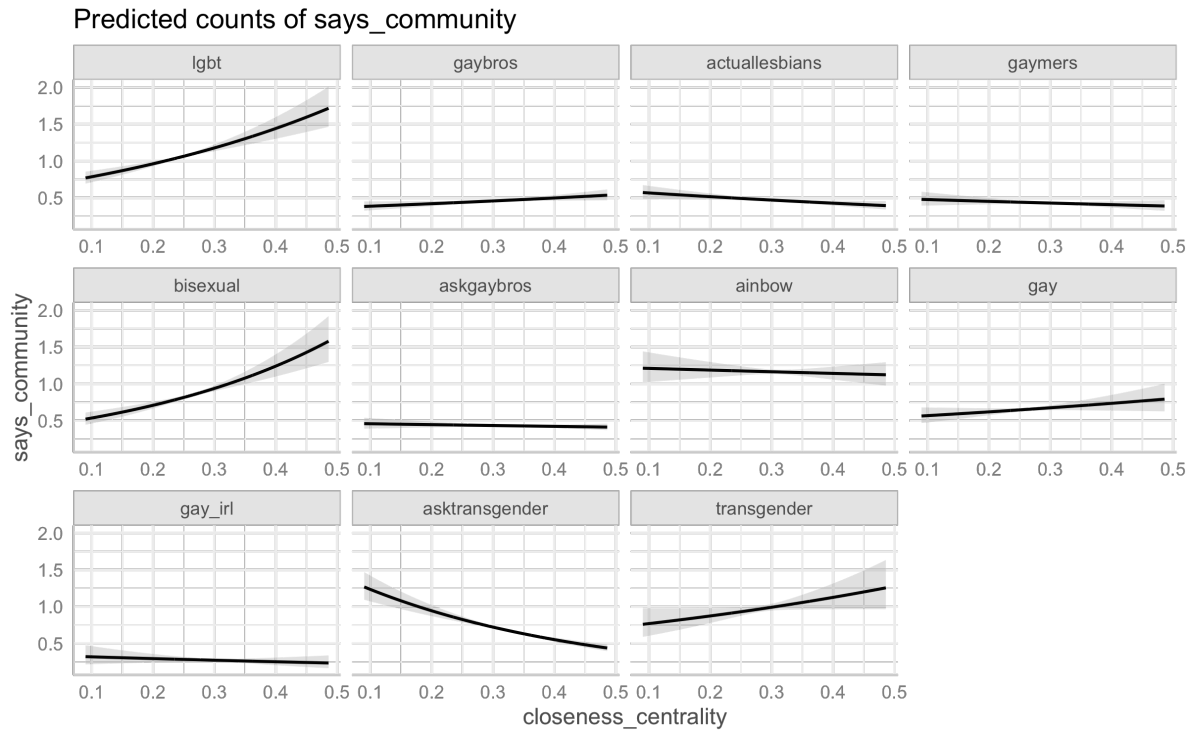 Predicted counts of says_community
lgbt gaybros actuallesbians gaymers
2.0
1.5
1.0
0.5
0.1 0.2 0.3 0.4 0.5 0.1 0.2 0.3 0.4 0.5 0.1 0.2 0.3 0.4 0.5 0.1 0.2 0.3 0.4 0.5
bisexual askgaybros ainbow gay
2.0
1.5
1.0
0.5
0.1 0.2 0.3 0.4 0.5 0.1 0.2 0.3 0.4 0.5 0.1 0.2 0.3 0.4 0.5 0.1 0.2 0.3 0.4 0.5
gay_irl asktransgender transgender
2.0
1.5
1.0
0.5
0.1 0.2 0.3 0.4 0.5 0.1 0.2 0.3 0.4 0.5 0.1 0.2 0.3 0.4 0.5
says_community
closeness_centrality